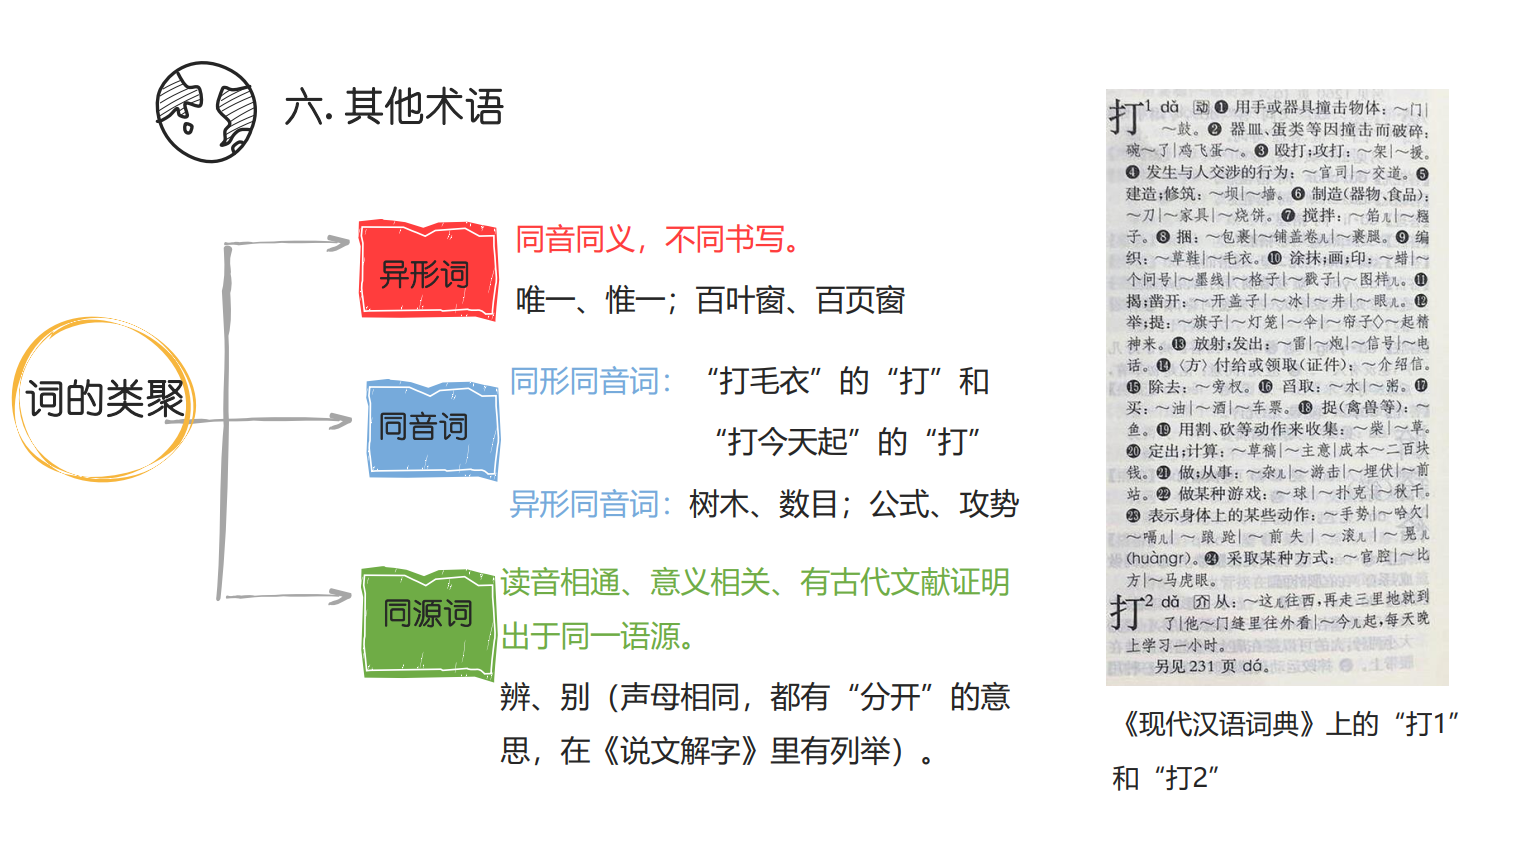 六. 其他术语
词的类聚
异形词
同音同义，不同书写。
唯一、惟一；百叶窗、百页窗
同音词
同形同音词：“打毛衣”的“打”和
“打今天起”的“打”
异形同音词：树木、数目；公式、攻势
同源词
读音相通、意义相关、有古代文献证明
出于同一语源。
辨、别（声母相同，都有“分开”的意
思，在《说文解字》里有列举）。
打1 dǎ 动 ❶ 用手或器具撞击物体：～门|
～鼓。❷ 器皿、蛋类等因撞击而破碎：
碗～了|鸡飞蛋～。❸ 殴打；攻打：～架|～援。
❹ 发生与人交涉的行为：～官司|～交道。❺
建造；修筑：～坝|～墙。❻ 制造(器物、食品)：
～刀|～家具|～烧饼。❼ 搅拌：～馅儿|～糨
子。❽ 捆：～包裹|～铺盖卷儿|～裹腿。❾ 编
织：～草鞋|～毛衣。❿ 涂抹；画；印：～蜡|～
个问号|～墨线|～格子|～戳子|～图样儿。⓫
揭；凿开：～开盖子|～冰|～井|～眼儿。⓬
举；提：～旗子|～灯笼|～伞|～帘子◇～起精
神来。⓭ 放射；发出：～雷|～炮|～信号|～电
话。⓮〈方〉付给或领取(证件)：～介绍信。
⓯ 除去：～旁杈。⓰ 舀取：～水|～粥。⓱
买：～油|～酒|～车票。⓲ 捉(禽兽等)：～
鱼。⓳ 用割、砍等动作来收集：～柴|～草。
⓴ 定出；计算：～草稿|～主意|成本～二百块
钱。㉑ 做；从事：～杂儿|～游击|～埋伏|～前
站。㉒ 做某种游戏：～球|～扑克|～秋千。
㉓ 表示身体上的某些动作：～手势|～哈欠|
～嗝儿|～踉跄|～前失|～滚儿|～晃儿
(huàngr)。㉔ 采取某种方式：～官腔|～比
方|～马虎眼。
打2 dǎ 介 从：～这儿往西，再走三里地就到
了|他～门缝里往外看|～今儿起，每天晚
上学习一小时。
另见 231 页 dá。
《现代汉语词典》上的“打1”
和“打2”